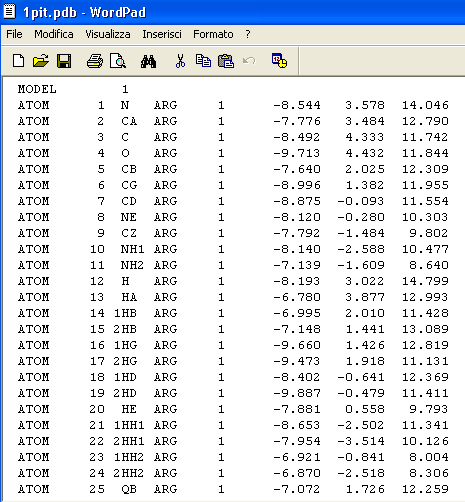 1pit.pdb - WordPad
File Modifica Visualizza Inserisci Formato ?
MODEL 1
ATOM 1 N ARG 1 -8.544 3.578 14.046
ATOM 2 CA ARG 1 -7.776 3.484 12.790
ATOM 3 C ARG 1 -8.492 4.333 11.742
ATOM 4 O ARG 1 -9.713 4.432 11.844
ATOM 5 CB ARG 1 -7.640 2.025 12.309
ATOM 6 CG ARG 1 -8.996 1.382 11.955
ATOM 7 CD ARG 1 -8.875 -0.093 11.554
ATOM 8 NE ARG 1 -8.120 -0.280 10.303
ATOM 9 CZ ARG 1 -7.792 -1.484 9.802
ATOM 10 NH1 ARG 1 -8.140 -2.588 10.477
ATOM 11 NH2 ARG 1 -7.139 -1.609 8.640
ATOM 12 H ARG 1 -8.193 3.022 14.799
ATOM 13 HA ARG 1 -6.780 3.877 12.993
ATOM 14 1HB ARG 1 -6.995 2.010 11.428
ATOM 15 2HB ARG 1 -7.148 1.441 13.089
ATOM 16 1HG ARG 1 -9.660 1.426 12.819
ATOM 17 2HG ARG 1 -9.473 1.918 11.131
ATOM 18 1HD ARG 1 -8.402 -0.641 12.369
ATOM 19 2HD ARG 1 -9.887 -0.479 11.411
ATOM 20 HE ARG 1 -7.881 0.558 9.793
ATOM 21 1HH1 ARG 1 -8.653 -2.502 11.341
ATOM 22 2HH1 ARG 1 -7.954 -3.514 10.126
ATOM 23 1HH2 ARG 1 -6.921 -0.841 8.004
ATOM 24 2HH2 ARG 1 -6.870 -2.518 8.306
ATOM 25 QB ARG 1 -7.072 1.726 12.259